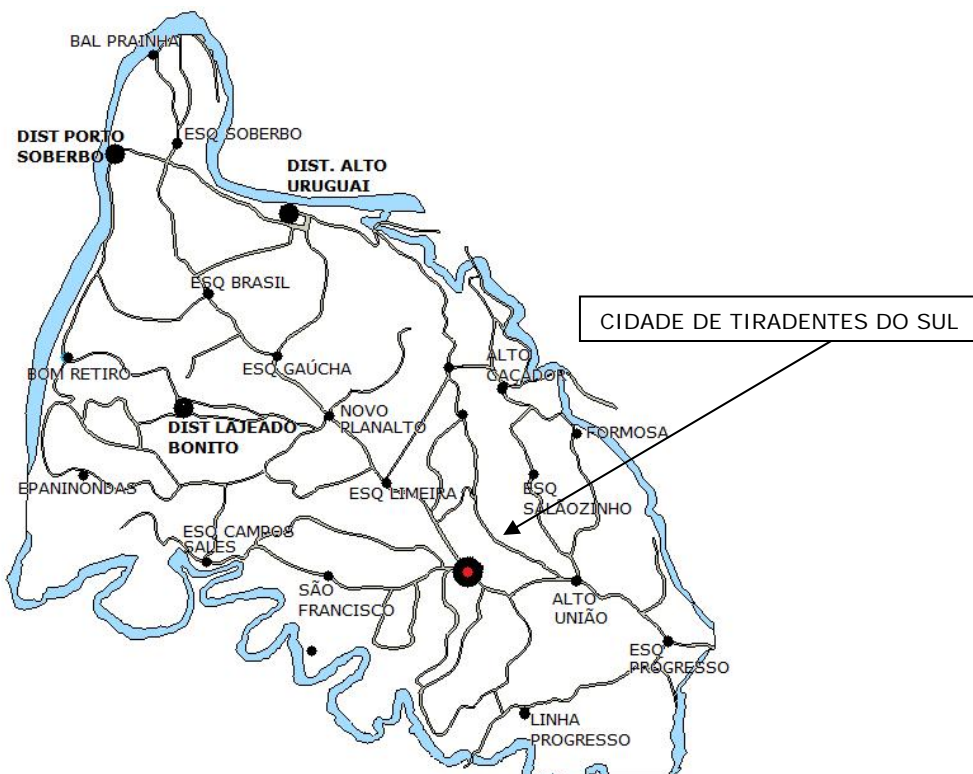 BAL PRAINHA
DIST PORTO
SOBERBO
ESQ SOBERBO
DIST. ALTO
URUGUAI
ESQ BRASIL
CIDADE DE TIRADENTES DO SUL
BOM RETIRO
ESQ GAÚCHA
ALTO
CAÇADOR
DIST LAJEADO
BONITO
NOVO
PLANALTO
FORMOSA
EPANINONDAS
ESQ LIMEIRA
ESQ
SALAOZINHO
ESQ CAMPOS
SALES
SÃO
FRANCISCO
ALTO
UNIÃO
ESQ
PROGRESSO
LINHA
PROGRESSO